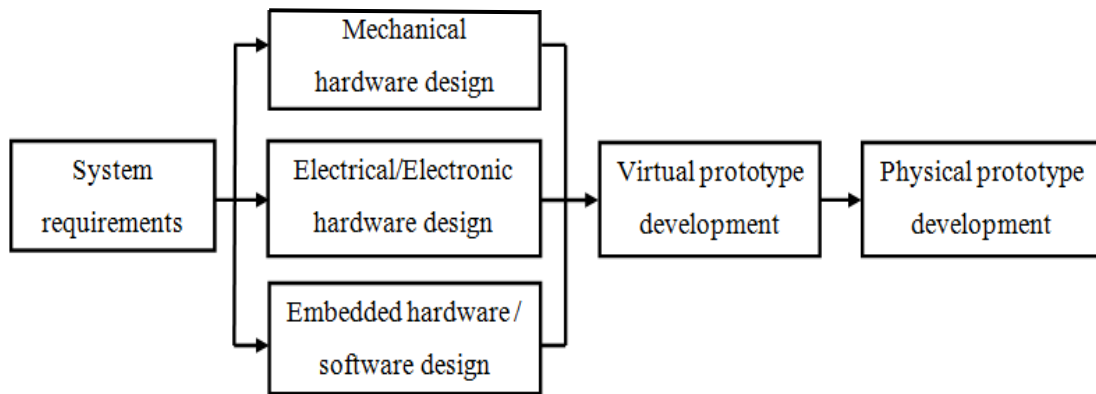 Mechanical
hardware design
System
requirements
Electrical/Electronic
hardware design
Embedded hardware /
software design
Virtual prototype
development
Physical prototype
development